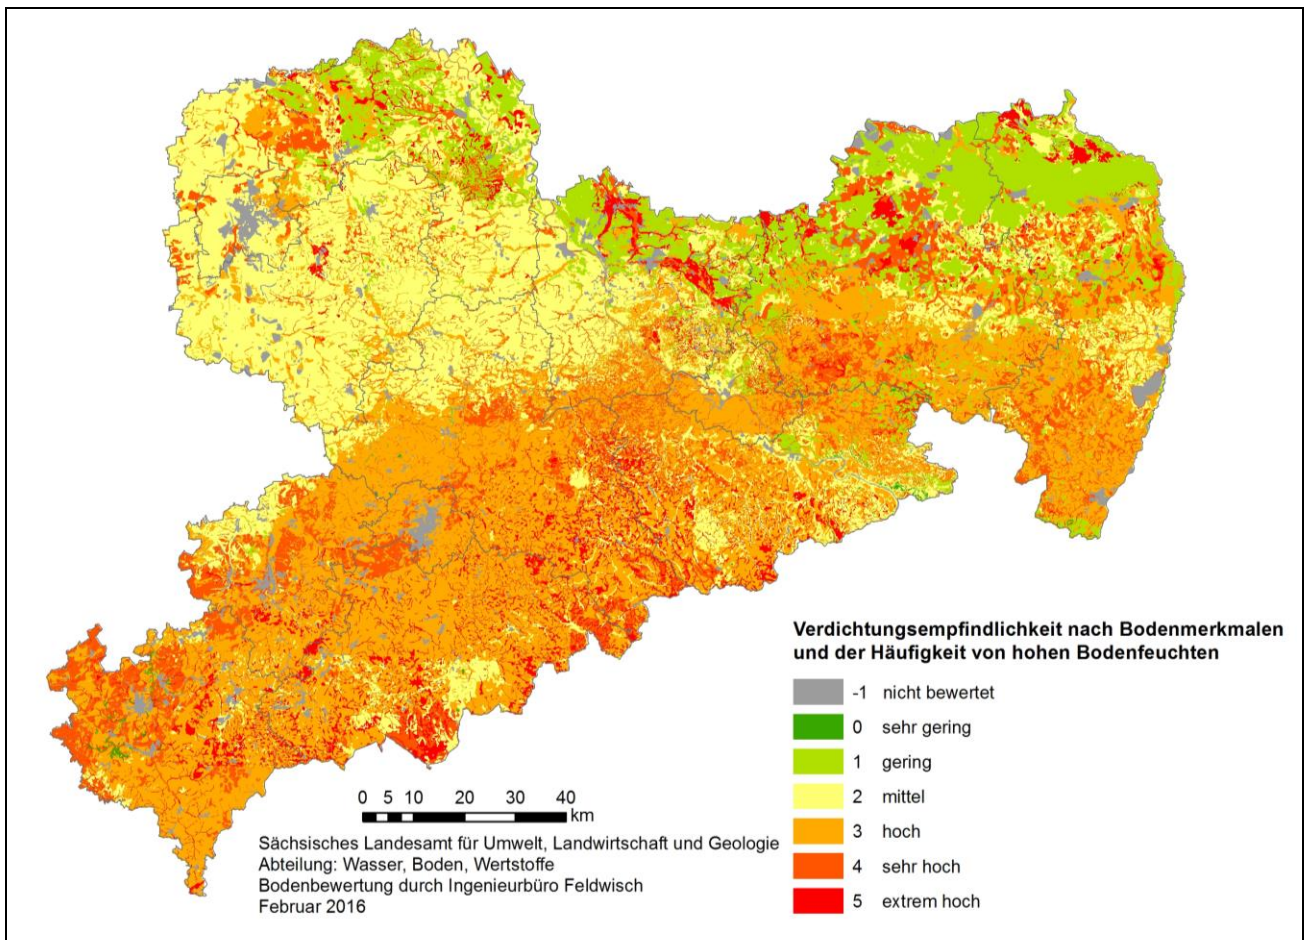 Verdichtungsempfindlichkeit nach Bodenmerkmalen
und der Häufigkeit von hohen Bodenfeuchten
-1 nicht bewertet
0 sehr gering
1 gering
2 mittel
3 hoch
4 sehr hoch
5 extrem hoch
0 5 10 20 30 40
km
Sächsisches Landesamt für Umwelt, Landwirtschaft und Geologie
Abteilung: Wasser, Boden, Wertstoffe
Bodenbewertung durch Ingenieurbüro Feldwisch
Februar 2016